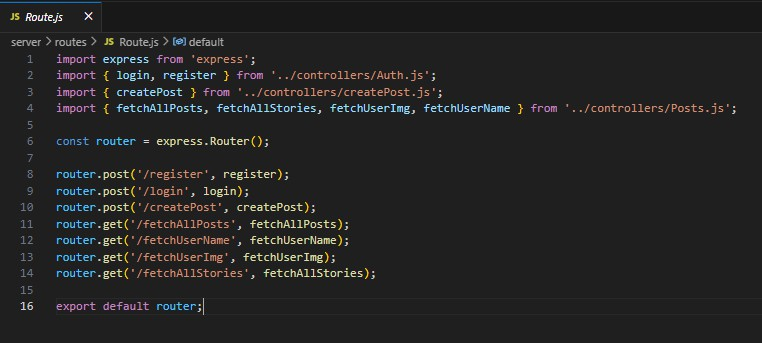 JS Route.js ×
server > routes > JS Route.js > default
1 import express from 'express';
2 import { login, register } from '../controllers/Auth.js';
3 import { createPost } from '../controllers/createPost.js';
4 import { fetchAllPosts, fetchAllStories, fetchUserImg, fetchUserName } from '../controllers/Posts.js';
5
6 const router = express.Router();
7
8 router.post('/register', register);
9 router.post('/login', login);
10 router.post('/createPost', createPost);
11 router.get('/fetchAllPosts', fetchAllPosts);
12 router.get('/fetchUserName', fetchUserName);
13 router.get('/fetchUserImg', fetchUserImg);
14 router.get('/fetchAllStories', fetchAllStories);
15
16 export default router;